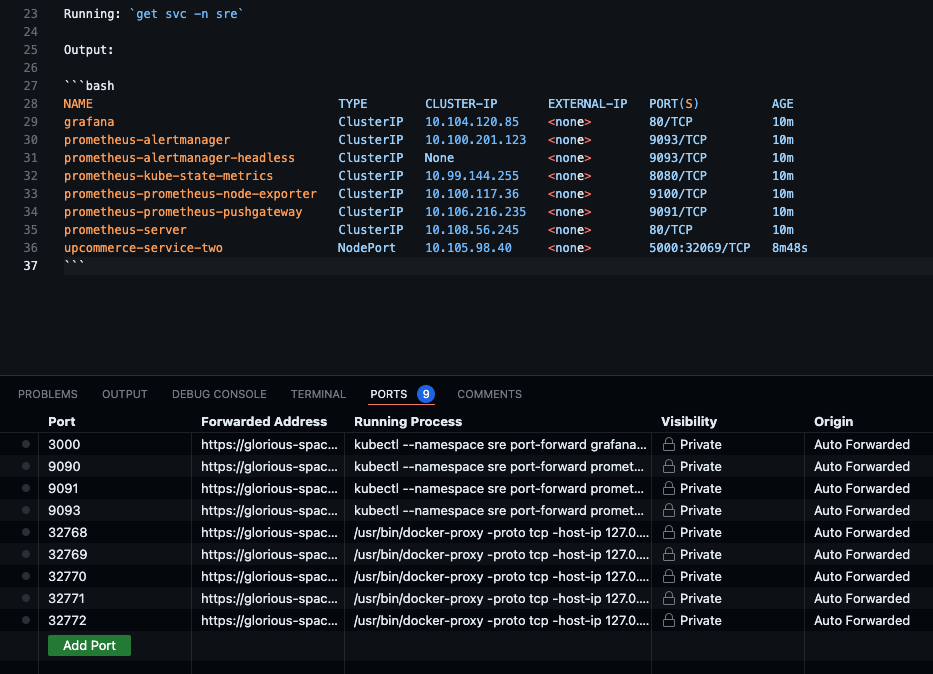 23 Running: `get svc -n sre`
24
25 Output:
26
27 ```bash
28 NAME TYPE CLUSTER-IP EXTERNAL-IP PORT(S) AGE
29 grafana ClusterIP 10.104.120.85 <none> 80/TCP 10m
30 prometheus-alertmanager ClusterIP 10.100.201.123 <none> 9093/TCP 10m
31 prometheus-alertmanager-headless ClusterIP None <none> 9093/TCP 10m
32 prometheus-kube-state-metrics ClusterIP 10.99.144.255 <none> 8080/TCP 10m
33 prometheus-prometheus-node-exporter ClusterIP 10.100.117.36 <none> 9100/TCP 10m
34 prometheus-prometheus-pushgateway ClusterIP 10.106.216.235 <none> 9091/TCP 10m
35 prometheus-server ClusterIP 10.108.56.245 <none> 80/TCP 10m
36 upcommerce-service-two NodePort 10.105.98.40 <none> 5000:32069/TCP 8m48s
37 ```
PROBLEMS OUTPUT DEBUG CONSOLE TERMINAL PORTS 9 COMMENTS
Port Forwarded Address Running Process Visibility Origin
3000 https://glorious-spac... kubectl --namespace sre port-forward grafana... Private Auto Forwarded
9090 https://glorious-spac... kubectl --namespace sre port-forward promet... Private Auto Forwarded
9091 https://glorious-spac... kubectl --namespace sre port-forward promet... Private Auto Forwarded
9093 https://glorious-spac... kubectl --namespace sre port-forward promet... Private Auto Forwarded
32768 https://glorious-spac... /usr/bin/docker-proxy -proto tcp -host-ip 127.0.... Private Auto Forwarded
32769 https://glorious-spac... /usr/bin/docker-proxy -proto tcp -host-ip 127.0.... Private Auto Forwarded
32770 https://glorious-spac... /usr/bin/docker-proxy -proto tcp -host-ip 127.0.... Private Auto Forwarded
32771 https://glorious-spac... /usr/bin/docker-proxy -proto tcp -host-ip 127.0.... Private Auto Forwarded
32772 https://glorious-spac... /usr/bin/docker-proxy -proto tcp -host-ip 127.0.... Private Auto Forwarded
Add Port